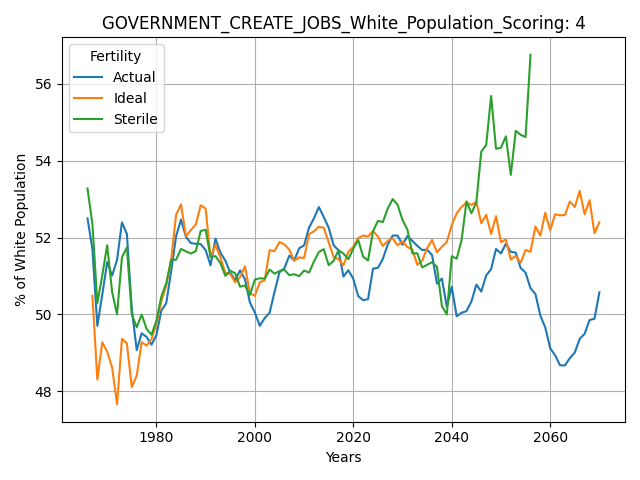 GOVERNMENT_CREATE_JOBS_White_Population_Scoring: 4
Fertility
Actual
Ideal
Sterile
% of White Population
56
54
52
50
48
1980
2000
2020
2040
2060
Years